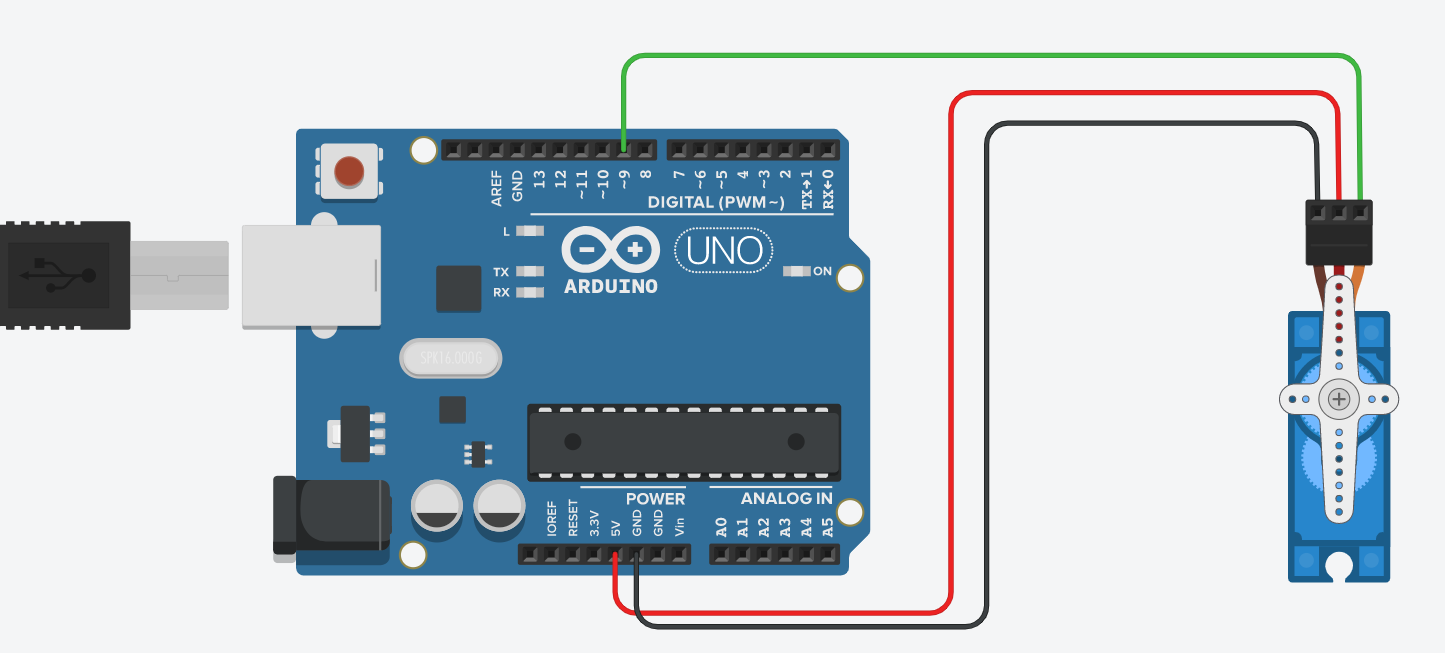 AREF
GND
13
12
~11
~10
~9
8
7
~6
~5
4
~3
2
TX→1
RX←0
DIGITAL (PWM~)
L
TX
RX
UNO
ON
ARDUINO
SPK16.000G
POWER
ANALOG IN
IOREF
RESET
3.3V
5V
GND
GND
Vin
A0
A1
A2
A3
A4
A5